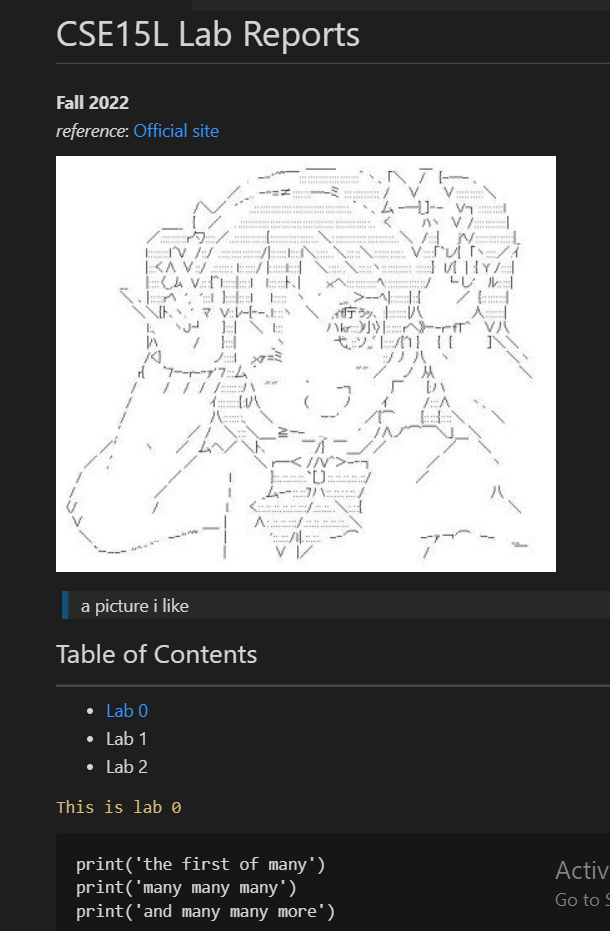 CSE15L Lab Reports
Fall 2022
reference: Official site
a picture i like
Table of Contents
Lab 0
Lab 1
Lab 2
This is lab 0
print('the first of many')
print('many many many')
print('and many many more')
Activ
Go to S